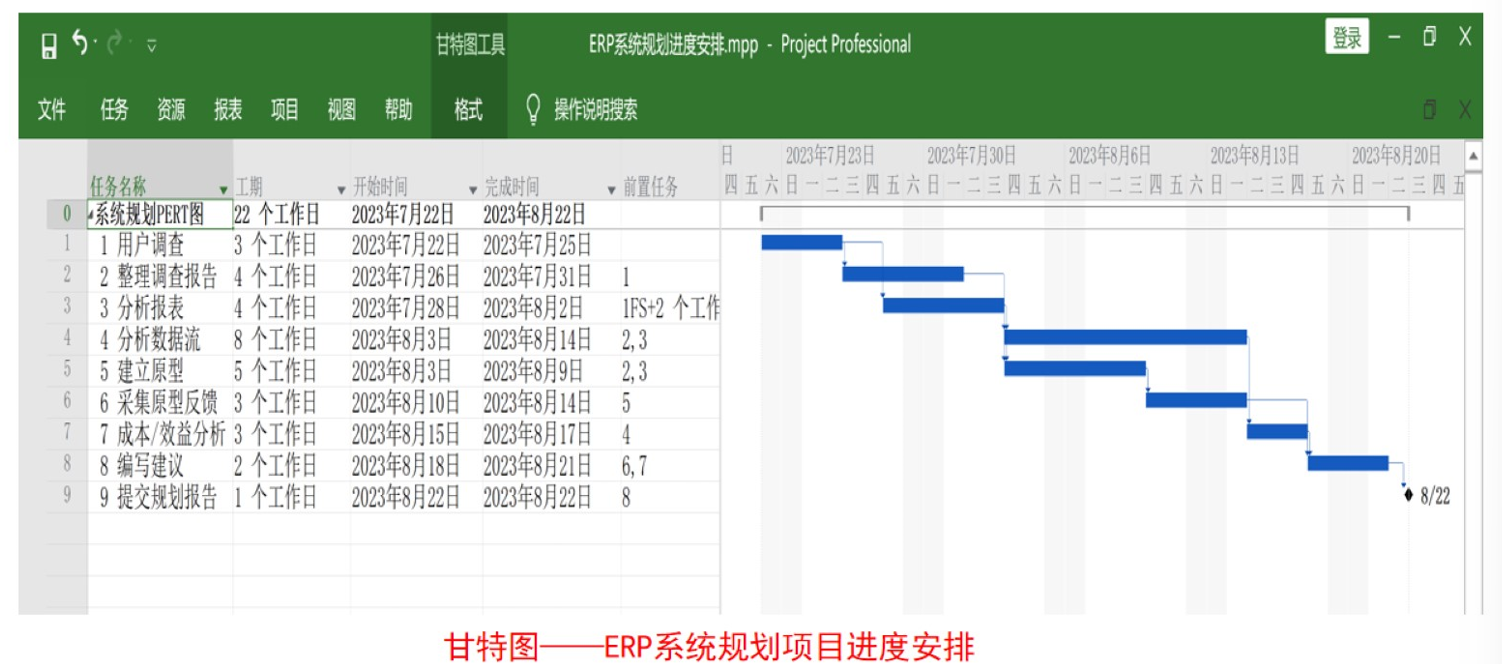 甘特图工具 ERP系统规划进度安排.mpp - Project Professional 登录
文件 任务 资源 报表 项目 视图 帮助 格式 操作说明搜索
日 2023年7月23日 2023年7月30日 2023年8月6日 2023年8月13日 2023年8月20日
任务名称 工期 开始时间 完成时间 前置任务 四 五 六 日 一 二 三 四 五 六 日 一 二 三 四 五 六 日 一 二 三 四 五 六 日 一 二 三 四 五 六 日 一 二 三 四 五
0 系统规划PERT图 22 个工作日 2023年7月22日 2023年8月22日
1 1 用户调查 3 个工作日 2023年7月22日 2023年7月25日
2 2 整理调查报告 4 个工作日 2023年7月26日 2023年7月31日 1
3 3 分析报表 4 个工作日 2023年7月28日 2023年8月2日 1FS+2 个工作
4 4 分析数据流 8 个工作日 2023年8月3日 2023年8月14日 2,3
5 5 建立原型 5 个工作日 2023年8月3日 2023年8月9日 2,3
6 6 采集原型反馈 3 个工作日 2023年8月10日 2023年8月14日 5
7 7 成本/效益分析 3 个工作日 2023年8月15日 2023年8月17日 4
8 8 编写建议 2 个工作日 2023年8月18日 2023年8月21日 6,7
9 9 提交规划报告 1 个工作日 2023年8月22日 2023年8月22日 8 8/22
甘特图——ERP系统规划项目进度安排